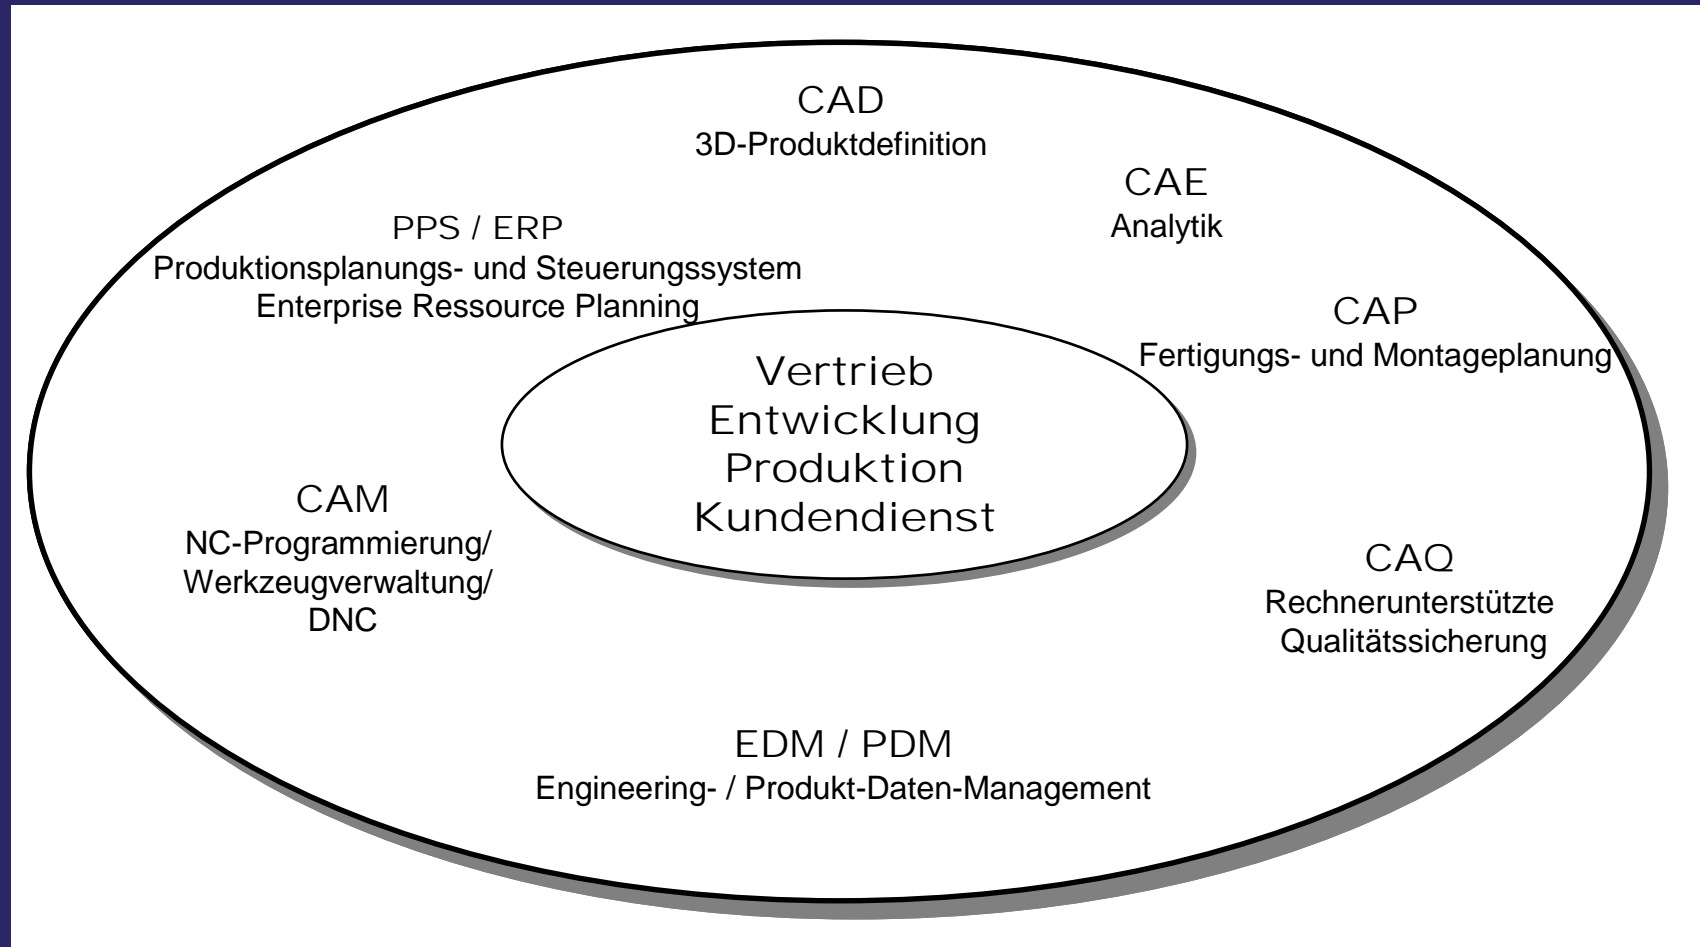 CAD
3D-Produktdefinition
CAE
Analytik
PPS / ERP
Produktionsplanungs- und Steuerungssystem
Enterprise Ressource Planning
CAP
Fertigungs- und Montageplanung
Vertrieb
Entwicklung
Produktion
Kundendienst
CAM
NC-Programmierung/
Werkzeugverwaltung/
DNC
CAQ
Rechnerunterstützte
Qualitätssicherung
EDM / PDM
Engineering- / Produkt-Daten-Management